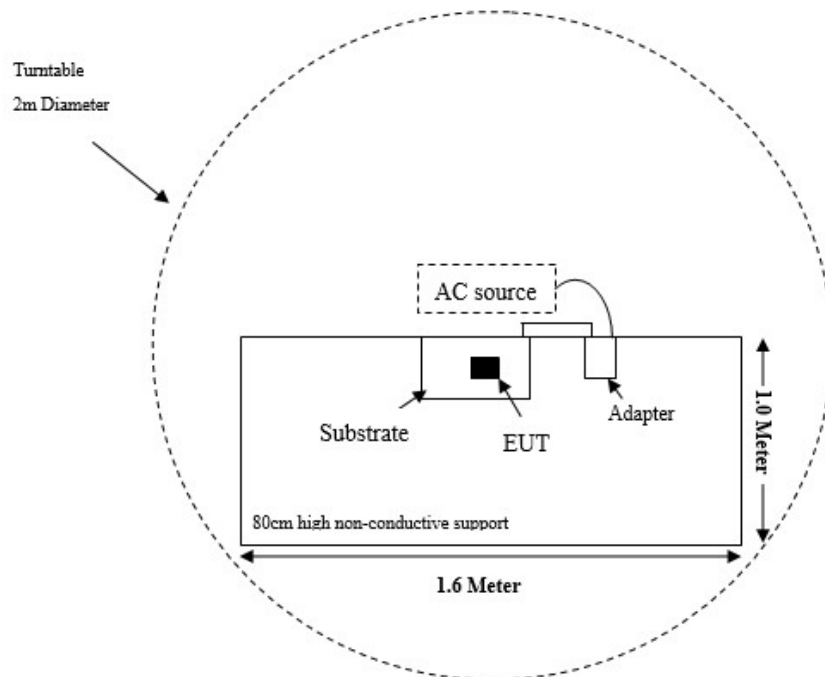 Turntable
2m Diameter
AC source
Substrate
EUT
Adapter
1.0 Meter
80cm high non-conductive support
1.6 Meter